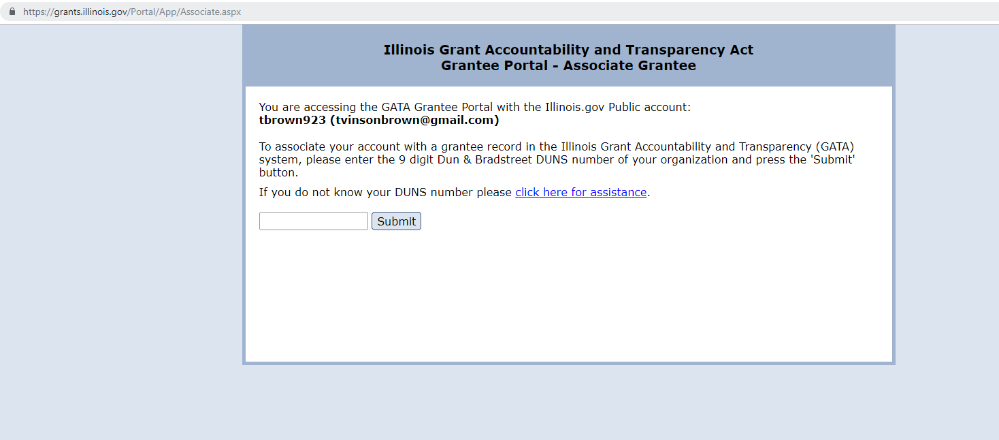 https://grants.illinois.gov/Portal/App/Associate.aspx
Illinois Grant Accountability and Transparency Act
Grantee Portal - Associate Grantee
You are accessing the GATA Grantee Portal with the Illinois.gov Public account:
tbrown923 (tvinsonbrown@gmail.com)
To associate your account with a grantee record in the Illinois Grant Accountability and Transparency (GATA)
system, please enter the 9 digit Dun & Bradstreet DUNS number of your organization and press the 'Submit'
button.
If you do not know your DUNS number please click here for assistance.
Submit